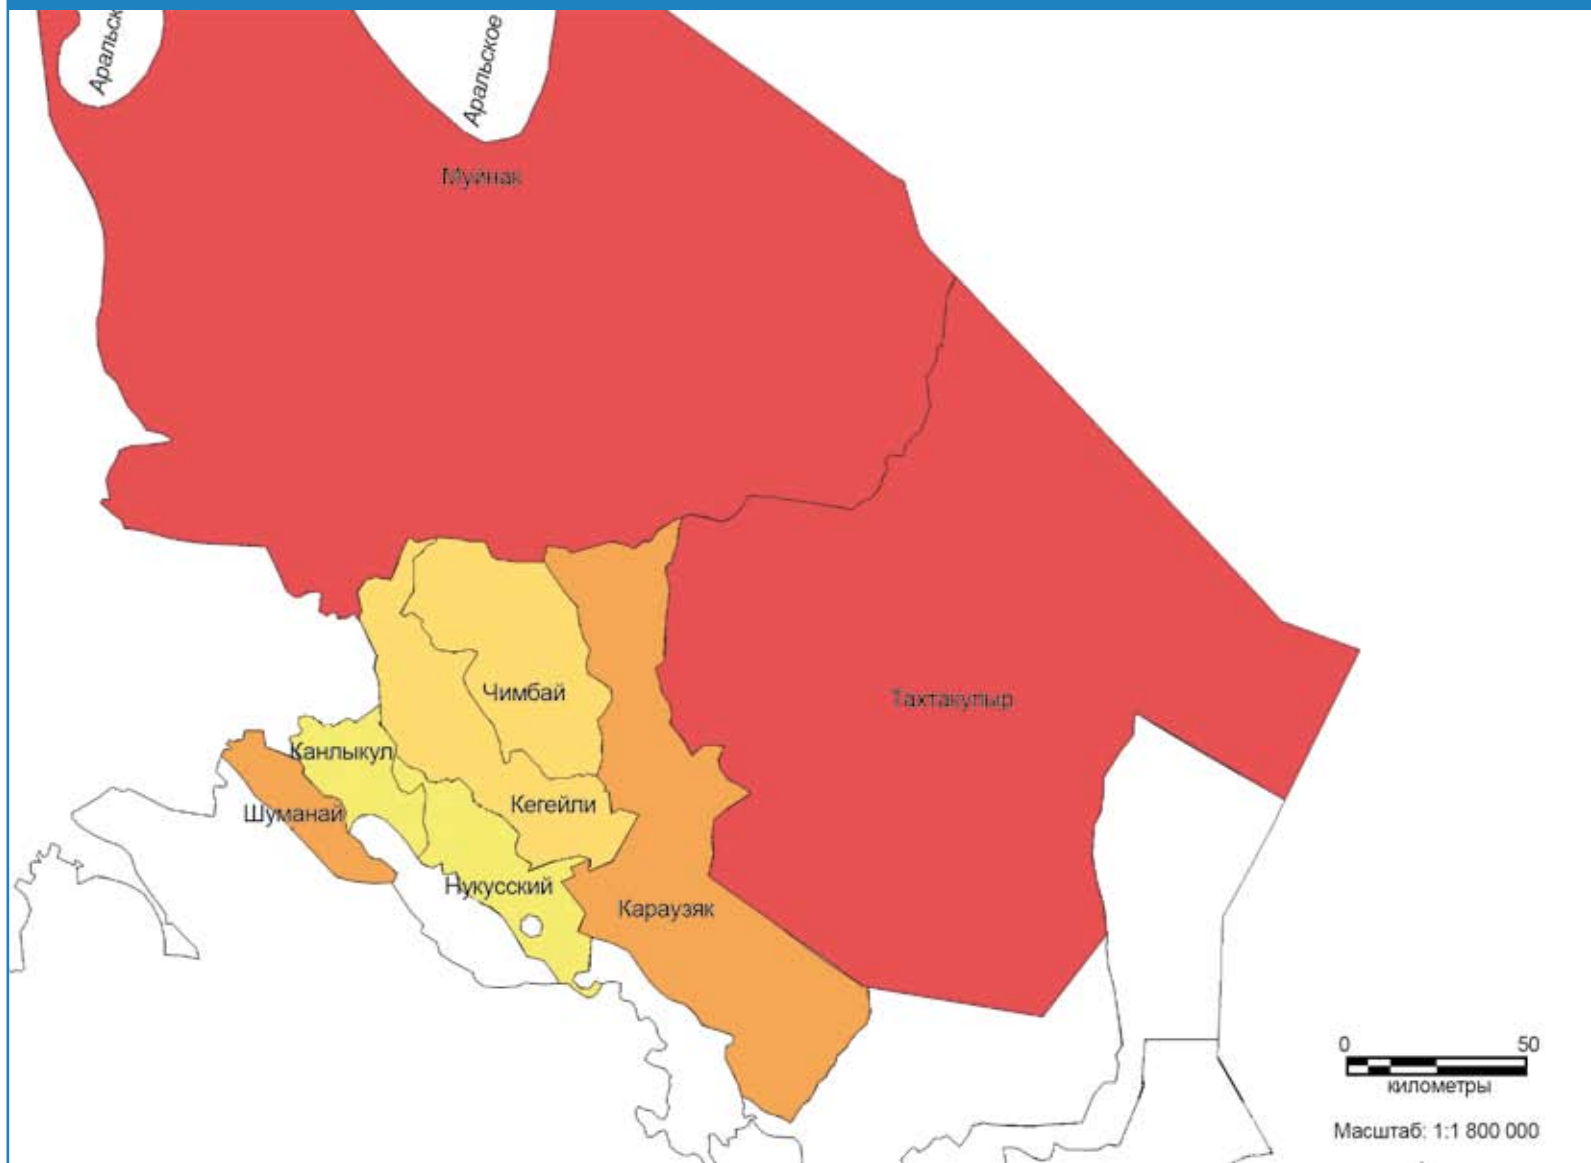 Аральск
Аральское
Муйнак
Чимбай
Тахтакупыр
Канлыкул
Кегейли
Шуманай
Нукусский
Караузяк
0 50
километры
Масштаб: 1:1 800 000